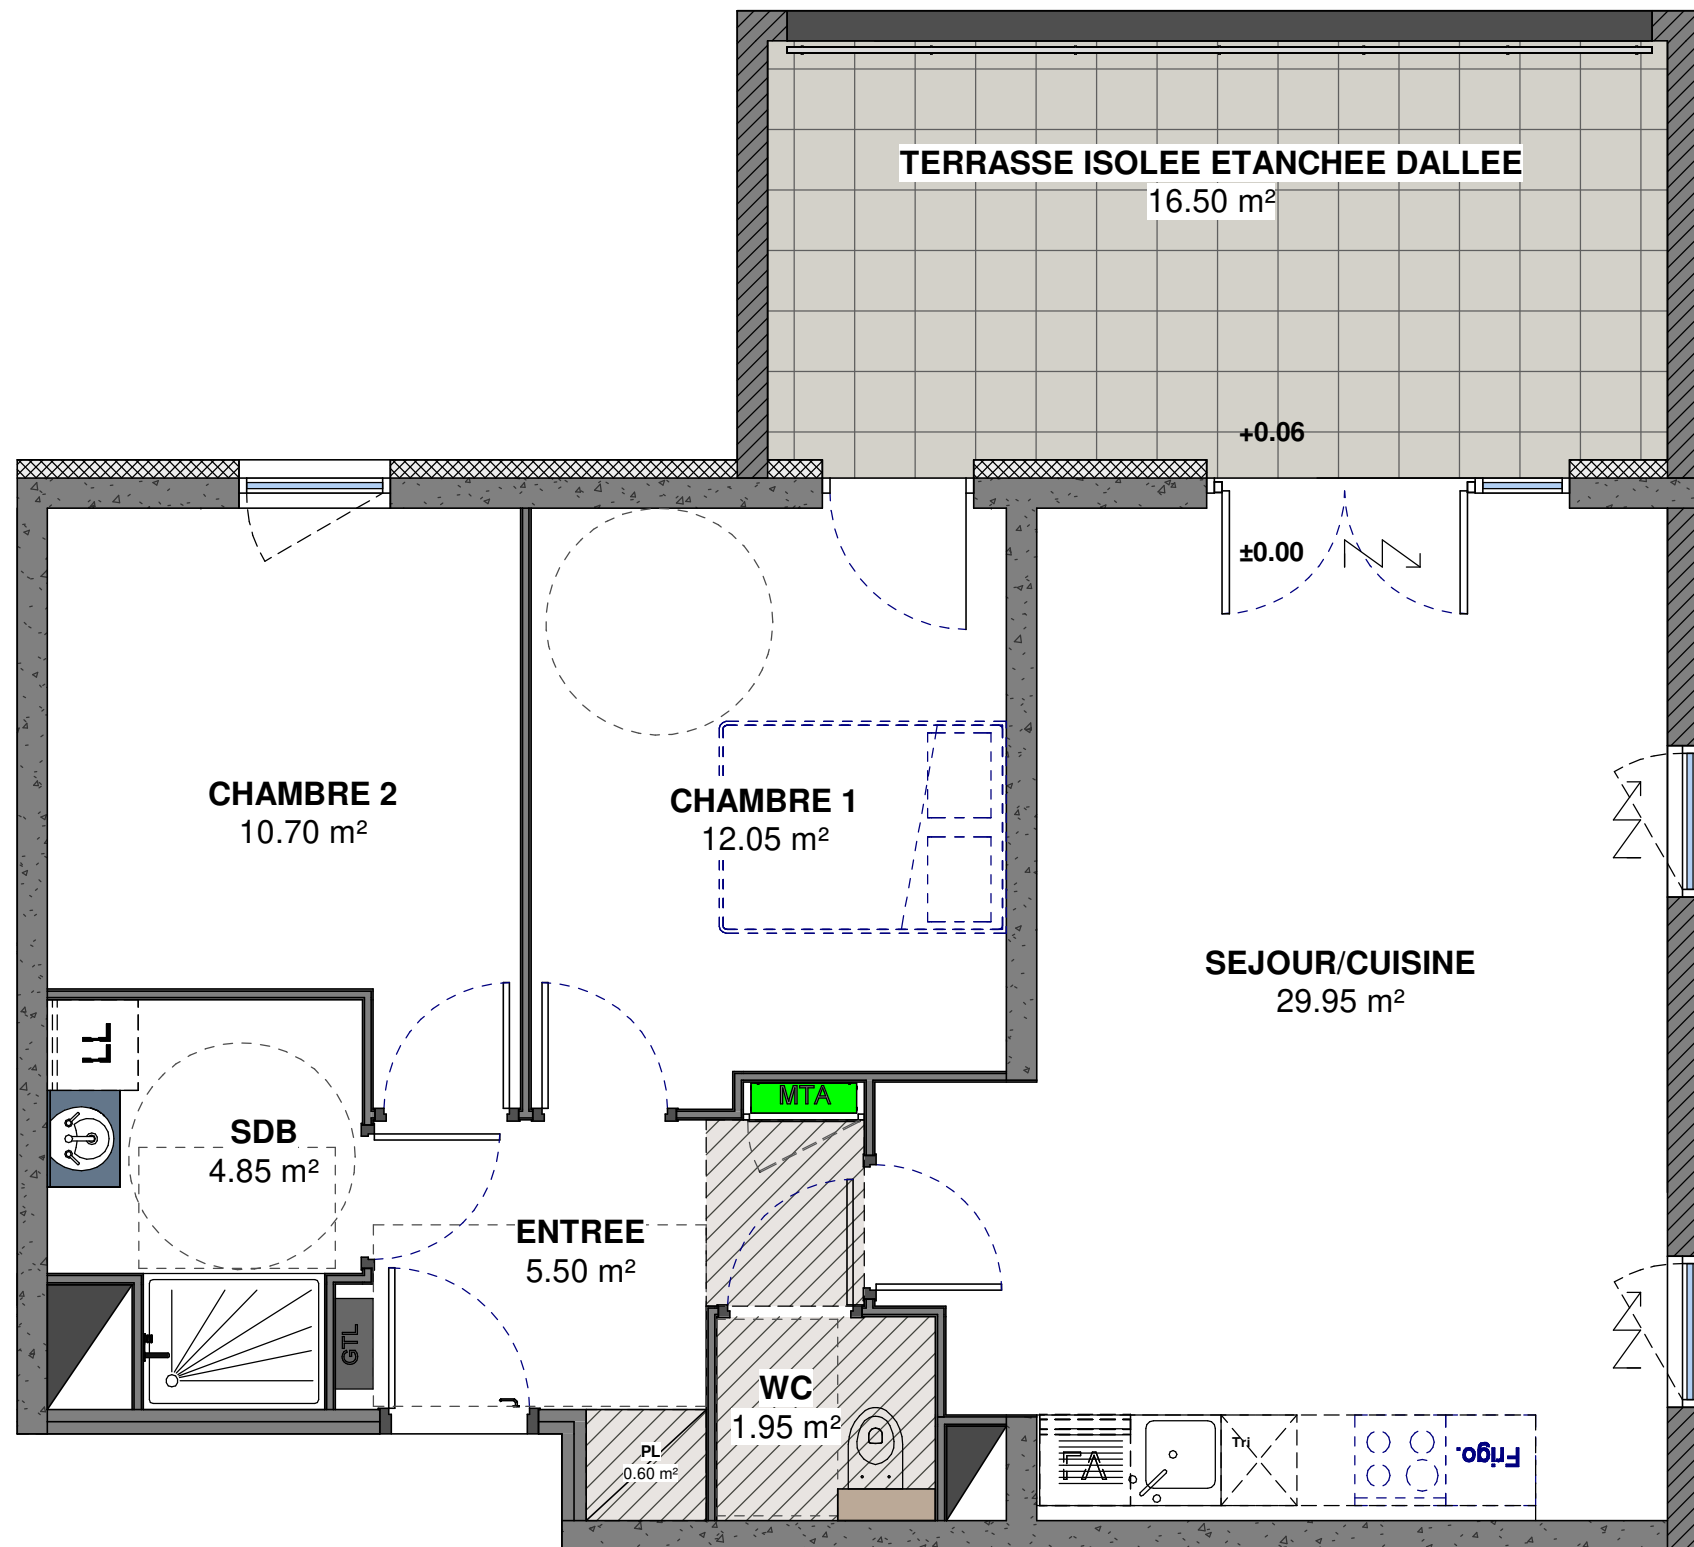 TERRASSE ISOLEE ETANCHEE DALLEE
16.50 m²
+0.06
±0.00
CHAMBRE 2
10.70 m²
CHAMBRE 1
12.05 m²
SEJOUR/CUISINE
29.95 m²
LL
MTA
SDB
4.85 m²
ENTREE
5.50 m²
GTL
WC
1.95 m²
PL
0.60 m²
Tri
Frigo.